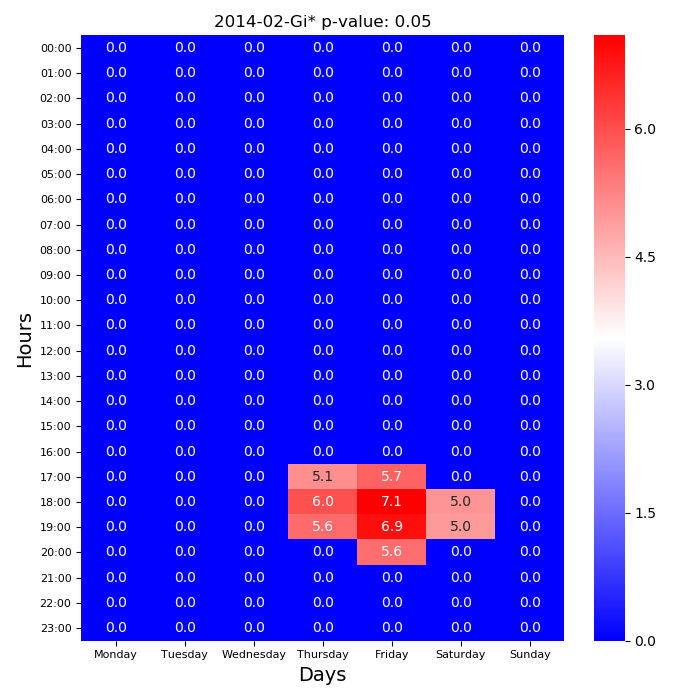 2014-02-Gi* p-value: 0.05
00:00 0.0 0.0 0.0 0.0 0.0 0.0 0.0
01:00 0.0 0.0 0.0 0.0 0.0 0.0 0.0
02:00 0.0 0.0 0.0 0.0 0.0 0.0 0.0
03:00 0.0 0.0 0.0 0.0 0.0 0.0 0.0
04:00 0.0 0.0 0.0 0.0 0.0 0.0 0.0
05:00 0.0 0.0 0.0 0.0 0.0 0.0 0.0
06:00 0.0 0.0 0.0 0.0 0.0 0.0 0.0
07:00 0.0 0.0 0.0 0.0 0.0 0.0 0.0
08:00 0.0 0.0 0.0 0.0 0.0 0.0 0.0
09:00 0.0 0.0 0.0 0.0 0.0 0.0 0.0
10:00 0.0 0.0 0.0 0.0 0.0 0.0 0.0
11:00 0.0 0.0 0.0 0.0 0.0 0.0 0.0
12:00 0.0 0.0 0.0 0.0 0.0 0.0 0.0
13:00 0.0 0.0 0.0 0.0 0.0 0.0 0.0
14:00 0.0 0.0 0.0 0.0 0.0 0.0 0.0
15:00 0.0 0.0 0.0 0.0 0.0 0.0 0.0
16:00 0.0 0.0 0.0 0.0 0.0 0.0 0.0
17:00 0.0 0.0 0.0 5.1 5.7 0.0 0.0
18:00 0.0 0.0 0.0 6.0 7.1 5.0 0.0
19:00 0.0 0.0 0.0 5.6 6.9 5.0 0.0
20:00 0.0 0.0 0.0 0.0 5.6 0.0 0.0
21:00 0.0 0.0 0.0 0.0 0.0 0.0 0.0
22:00 0.0 0.0 0.0 0.0 0.0 0.0 0.0
23:00 0.0 0.0 0.0 0.0 0.0 0.0 0.0
Monday Tuesday Wednesday Thursday Friday Saturday Sunday
Days
Hours
6.0
4.5
3.0
1.5
0.0